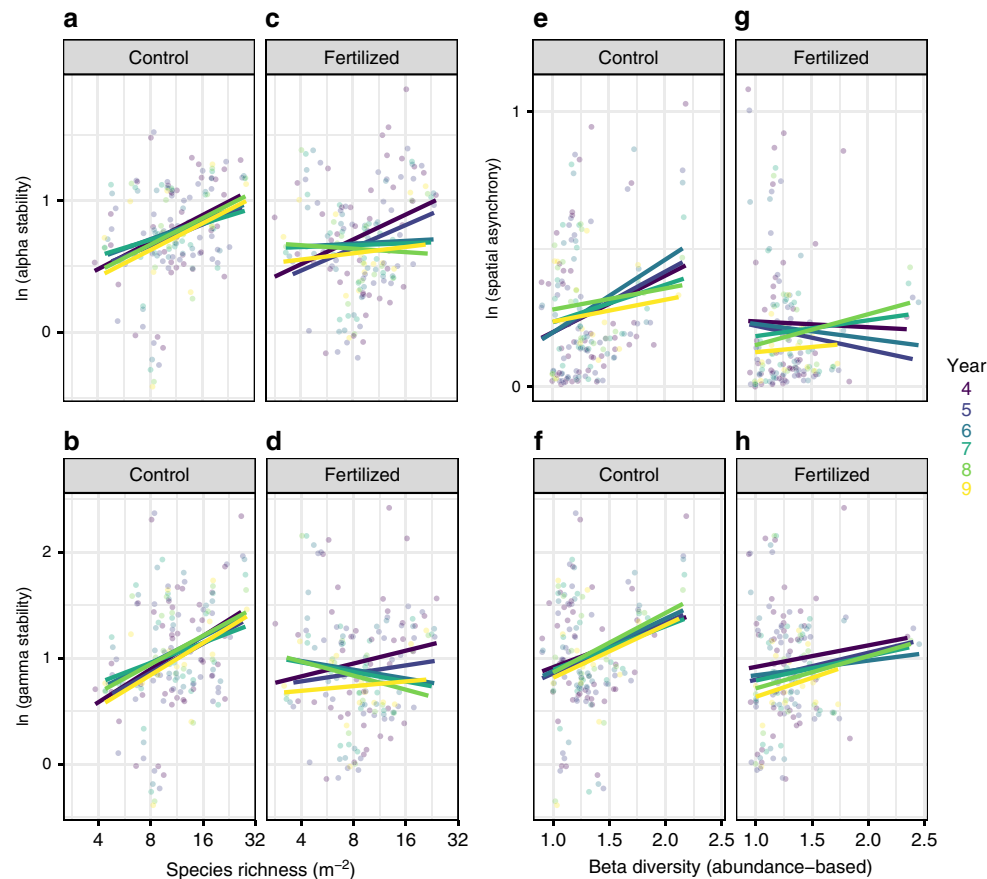 a
c
e
g
Control
Fertilized
Control
Fertilized
ln (alpha stability)
1
0
ln (spatial asynchrony)
1
0
Year
4
5
6
7
8
9
b
d
f
h
Control
Fertilized
Control
Fertilized
ln (gamma stability)
2
1
0
4 8 16 32
4 8 16 32
1.0 1.5 2.0 2.5
1.0 1.5 2.0 2.5
Species richness (m⁻²)
Beta diversity (abundance–based)